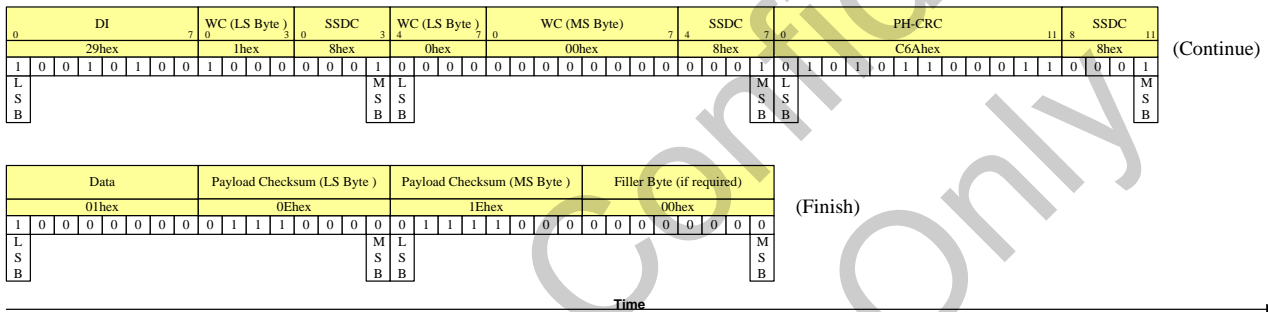 DI WC (LS Byte ) SSDC WC (LS Byte ) WC (MS Byte) SSDC PH-CRC SSDC
0 7 0 3 0 3 4 7 0 7 4 7 0 11 8 11
29hex 1hex 8hex 0hex 00hex 8hex C6Ahex 8hex (Continue)
1 0 0 1 0 1 0 0 1 0 0 0 0 0 0 1 0 0 0 0 0 0 0 0 0 0 0 0 0 0 0 1 0 1 0 1 0 1 1 0 0 0 1 1 0 0 0 1
L M L M L M
S S S S S S
B B B B B B
Data Payload Checksum (LS Byte ) Payload Checksum (MS Byte ) Filler Byte (if required)
01hex 0Ehex 1Ehex 00hex (Finish)
1 0 0 0 0 0 0 0 0 1 1 1 0 0 0 0 0 1 1 1 1 0 0 0 0 0 0 0 0 0 0 0
L M L M
S S S S
B B B B
Time
Only